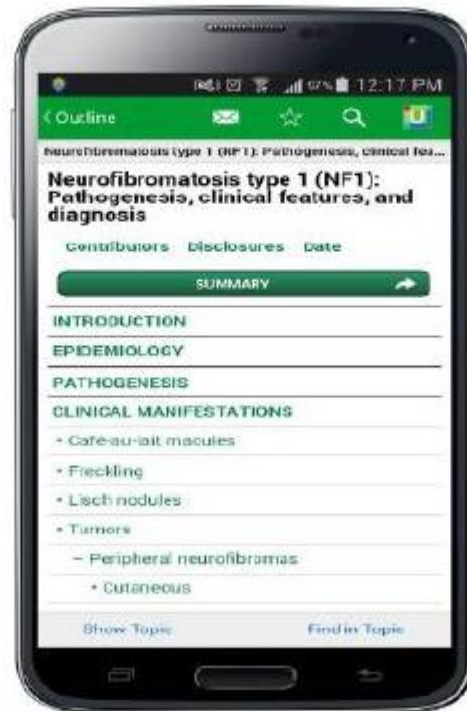 67% 12:17 PM
Outline
Neurofibromatosis type 1 (NF1): Pathogenesis, clinical fea...
Neurofibromatosis type 1 (NF1):
Pathogenesis, clinical features, and
diagnosis
Contributors Disclosures Date
SUMMARY
INTRODUCTION
EPIDEMIOLOGY
PATHOGENESIS
CLINICAL MANIFESTATIONS
• Café-au-lait macules
• Freckling
• Lisch nodules
• Tumors
– Peripheral neurofibromas
• Cutaneous
Show Topic Find in Topic